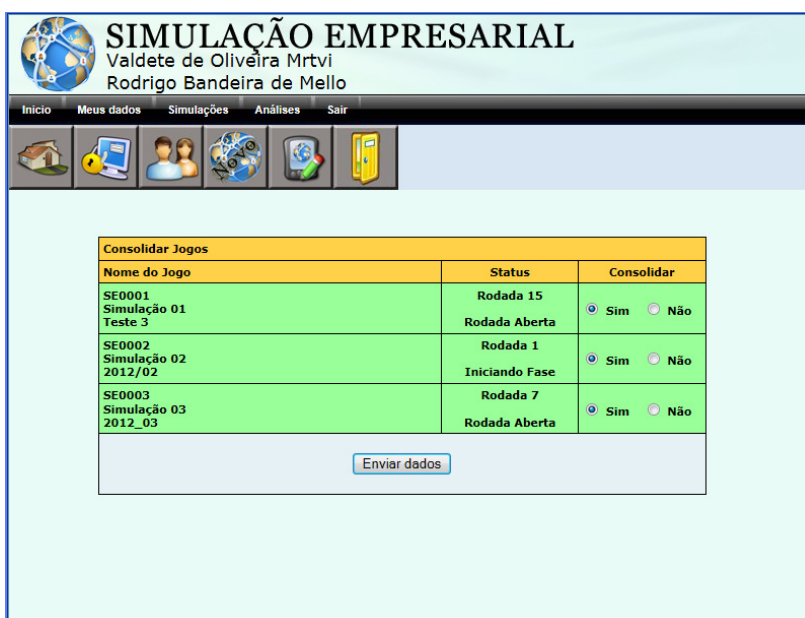 SIMULAÇÃO EMPRESARIAL
Valdete de Oliveira Mrtvi
Rodrigo Bandeira de Mello
Inicio Meus dados Simulações Análises Sair
Novo
Consolidar Jogos
Nome do Jogo Status Consolidar
SE0001
Simulação 01
Teste 3
Rodada 15
Rodada Aberta
Sim Não
SE0002
Simulação 02
2012/02
Rodada 1
Iniciando Fase
Sim Não
SE0003
Simulação 03
2012_03
Rodada 7
Rodada Aberta
Sim Não
Enviar dados